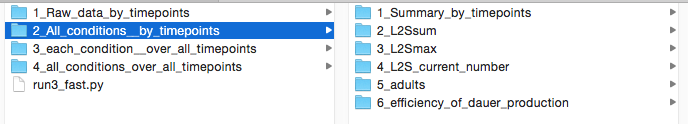 1_Raw_data_by_timepoints
2_All_conditions__by_timepoints
3_each_condition__over_all_timepoints
4_all_conditions_over_all_timepoints
run3_fast.py
1_Summary_by_timepoints
2_L2Ssum
3_L2Smax
4_L2S_current_number
5_adults
6_efficiency_of_dauer_production